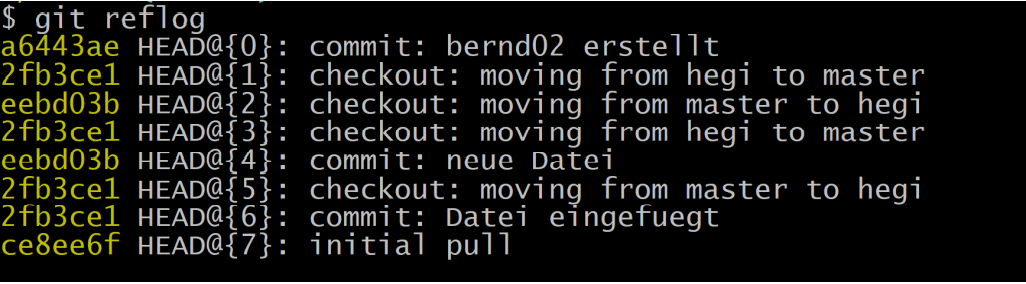 $ git reflog
a6443ae HEAD@{0}: commit: bernd02 erstellt
2fb3ce1 HEAD@{1}: checkout: moving from hegi to master
eebd03b HEAD@{2}: checkout: moving from master to hegi
2fb3ce1 HEAD@{3}: checkout: moving from hegi to master
eebd03b HEAD@{4}: commit: neue Datei
2fb3ce1 HEAD@{5}: checkout: moving from master to hegi
2fb3ce1 HEAD@{6}: commit: Datei eingefuegt
ce8ee6f HEAD@{7}: initial pull